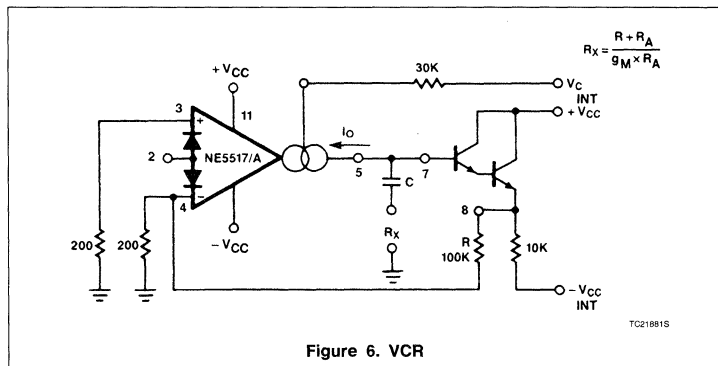 R + R_A
R_X = ———
g_M × R_A
+V_CC
30K
V_C
INT
+V_CC
3
11
+
I_O
2
NE5517/A
5
7
C
4
−
8
−V_CC
R_X
R
100K
10K
200
200
−V_CC
INT
TC21881S
Figure 6. VCR